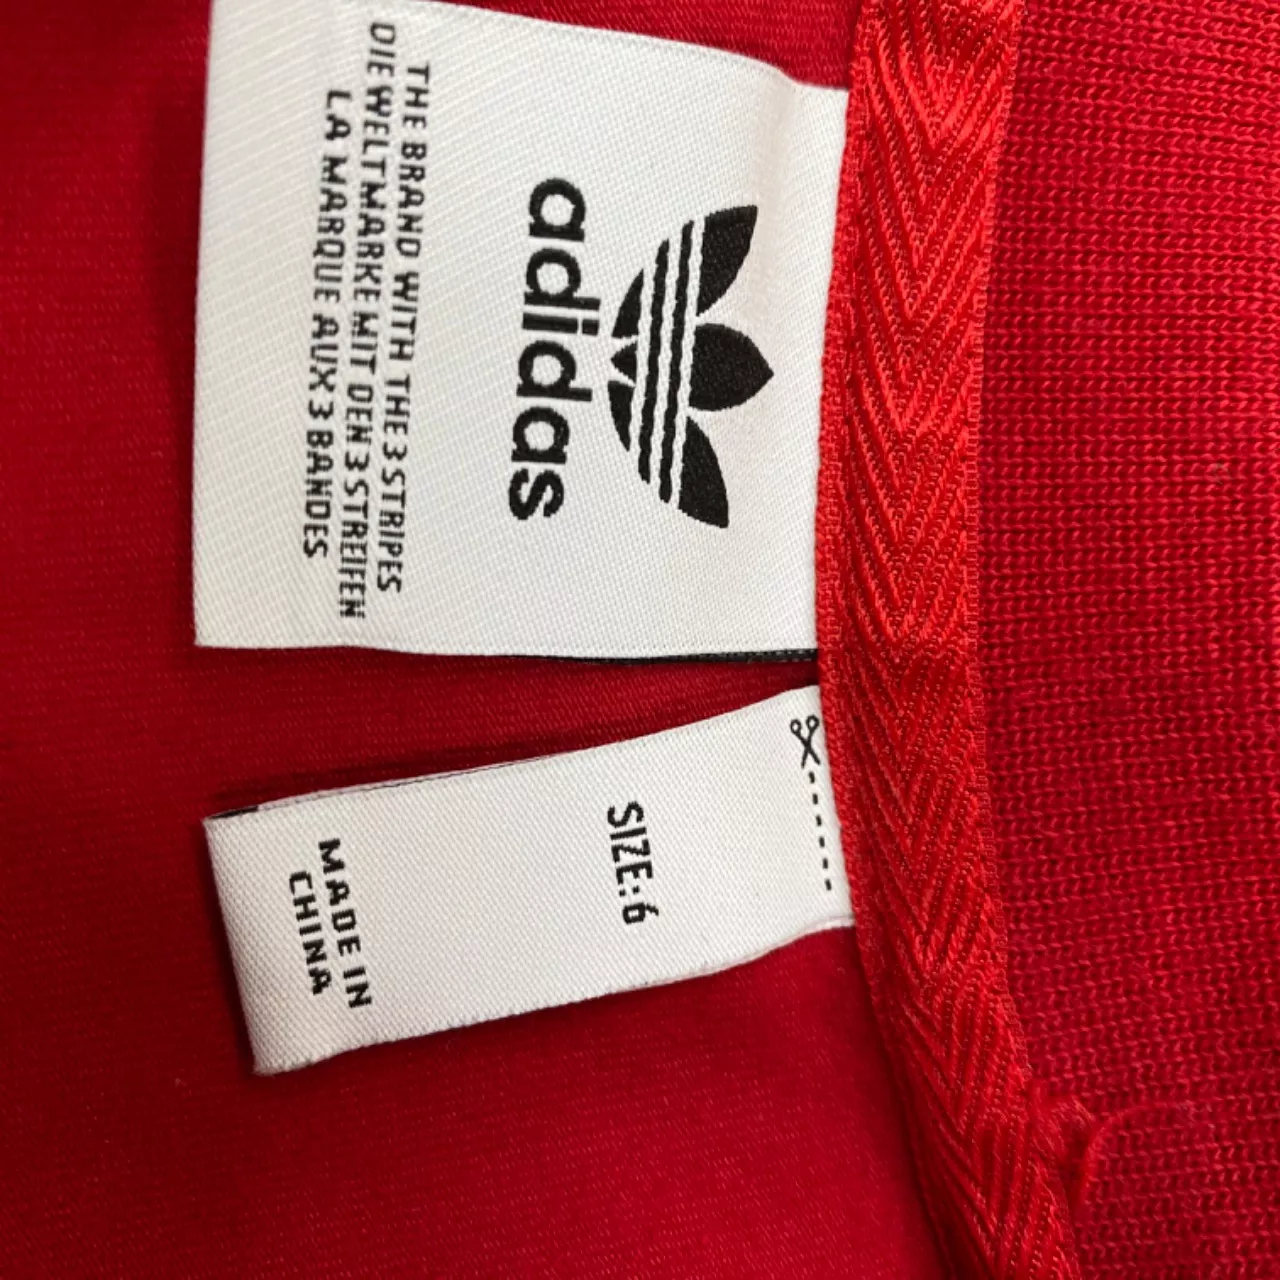 adidas
THE BRAND WITH THE 3 STRIPES
DIE WELTMARKE MIT DEN 3 STREIFEN
LA MARQUE AUX 3 BANDES
SIZE: 6
MADE IN
CHINA